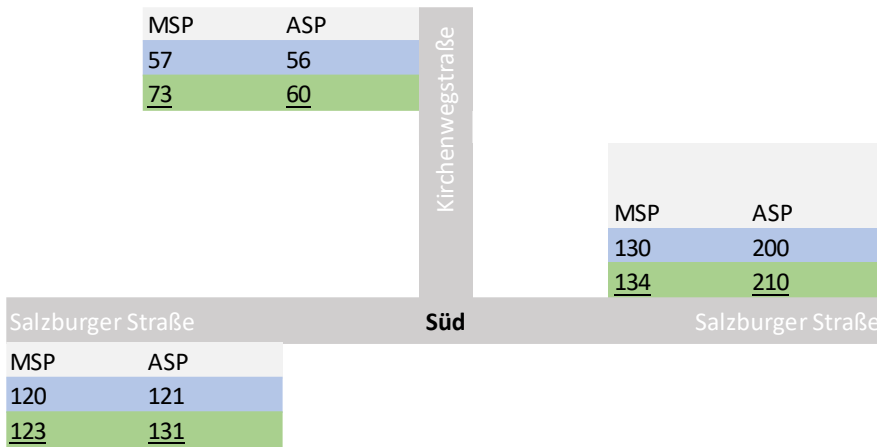 MSP ASP
57 56
73 60
Kirchenwegstraße
MSP ASP
130 200
134 210
Salzburger Straße Süd Salzburger Straße
MSP ASP
120 121
123 131